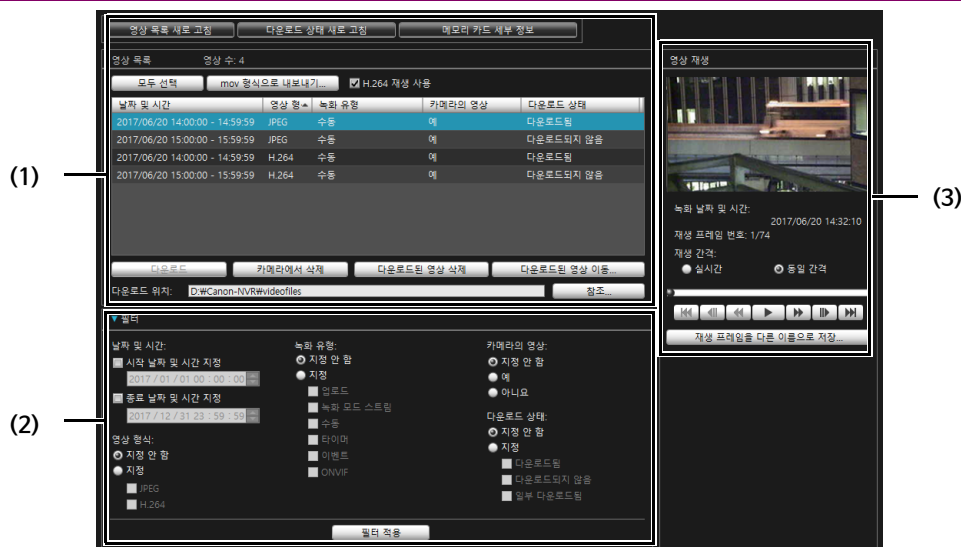 영상 목록 새로 고침 다운로드 상태 새로 고침 메모리 카드 세부 정보
영상 목록 영상 수: 4
모두 선택 mov 형식으로 내보내기... H.264 재생 사용
날짜 및 시간 영상 형 녹화 유형 카메라의 영상 다운로드 상태
2017/06/20 14:00:00 - 14:59:59 JPEG 수동 예 다운로드됨
2017/06/20 15:00:00 - 15:59:59 JPEG 수동 예 다운로드되지 않음
2017/06/20 14:00:00 - 14:59:59 H.264 수동 예 다운로드됨
2017/06/20 15:00:00 - 15:59:59 H.264 수동 예 다운로드되지 않음
(1)
다운로드 카메라에서 삭제 다운로드된 영상 삭제 다운로드된 영상 이동...
다운로드 위치: D:₩Canon-NVR₩videofiles 참조...
영상 재생
(3)
녹화 날짜 및 시간:
2017/06/20 14:32:10
재생 프레임 번호: 1/74
재생 간격:
실시간 동일 간격
재생 프레임을 다른 이름으로 저장...
필터
(2)
날짜 및 시간:
시작 날짜 및 시간 지정
2017 / 01 / 01 00 : 00 : 00
종료 날짜 및 시간 지정
2017 / 12 / 31 23 : 59 : 59
영상 형식:
지정 안 함
지정
JPEG
H.264
녹화 유형:
지정 안 함
지정
업로드
녹화 모드 스트림
수동
타이머
이벤트
ONVIF
카메라의 영상:
지정 안 함
예
아니요
다운로드 상태:
지정 안 함
지정
다운로드됨
다운로드되지 않음
일부 다운로드됨
필터 적용